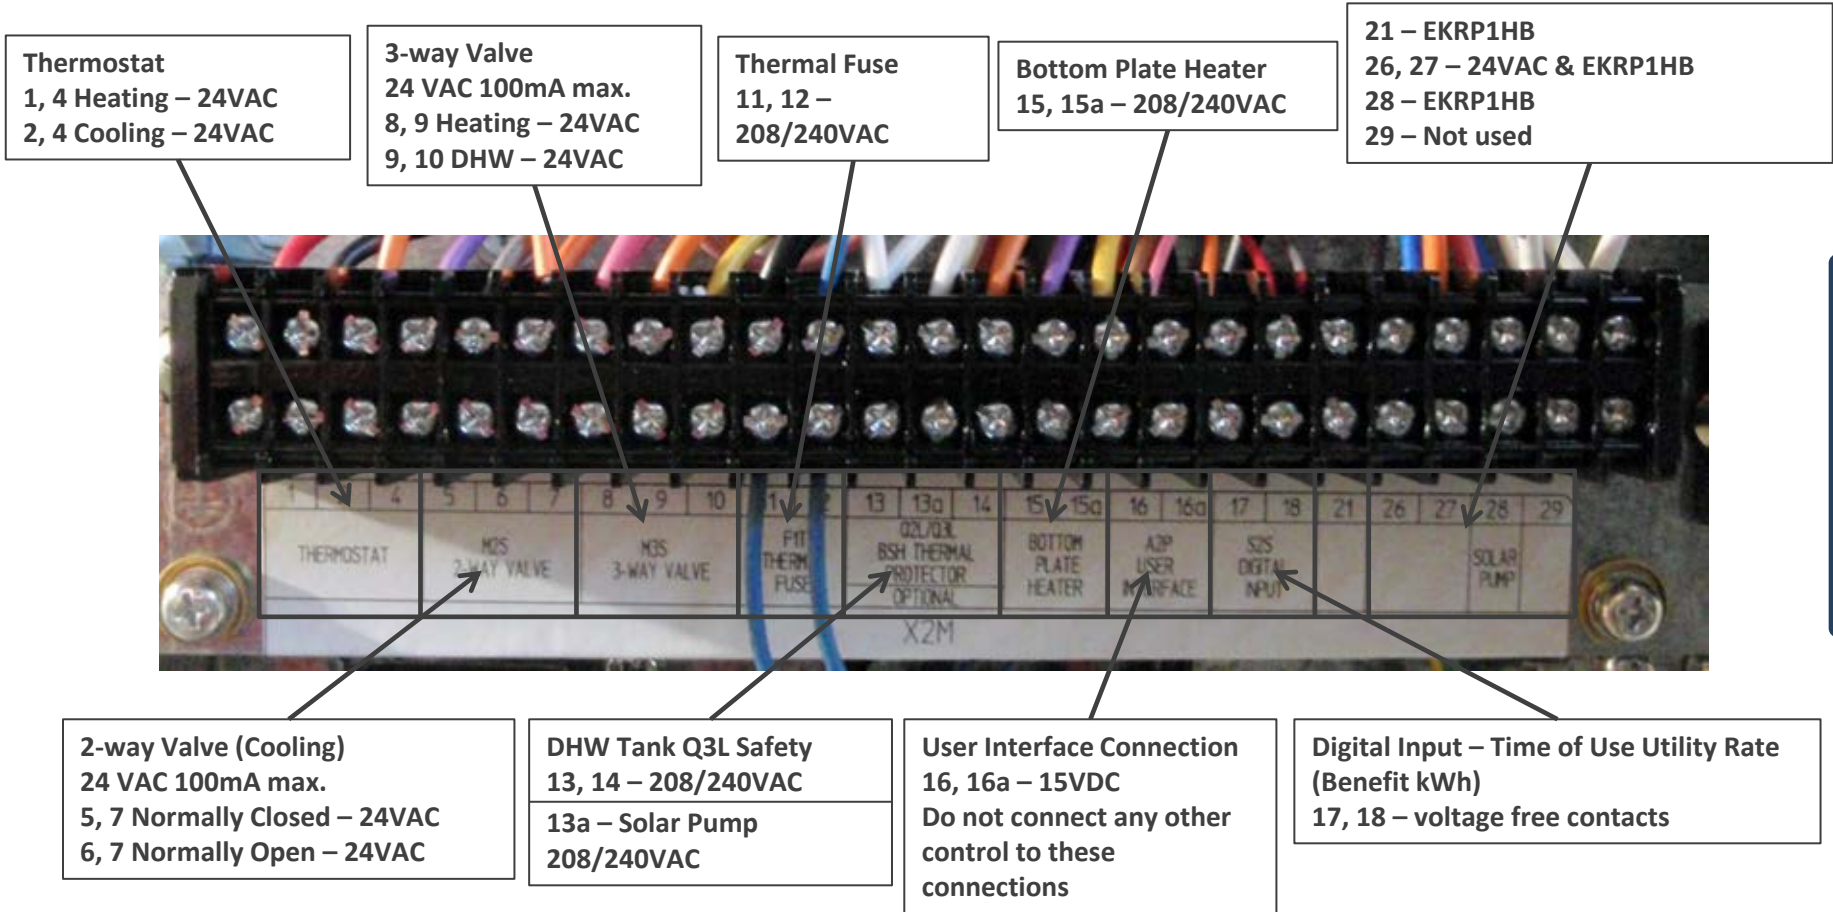 Thermostat
1, 4 Heating – 24VAC
2, 4 Cooling – 24VAC
3-way Valve
24 VAC 100mA max.
8, 9 Heating – 24VAC
9, 10 DHW – 24VAC
Thermal Fuse
11, 12 –
208/240VAC
Bottom Plate Heater
15, 15a – 208/240VAC
21 – EKRP1HB
26, 27 – 24VAC & EKRP1HB
28 – EKRP1HB
29 – Not used
1 4 5 6 7 8 9 10 13 13a 14 15 15a 16 16a 17 18 21 26 27 28 29
THERMOSTAT
M2S
2-WAY VALVE
M3S
3-WAY VALVE
F1T
THERM.
FUSE
Q2L/Q3L
BSH THERMAL
PROTECTOR
OPTIONAL
BOTTOM
PLATE
HEATER
A2P
USER
INTERFACE
S2S
DIGITAL
INPUT
SOLAR
PUMP
X2M
2-way Valve (Cooling)
24 VAC 100mA max.
5, 7 Normally Closed – 24VAC
6, 7 Normally Open – 24VAC
DHW Tank Q3L Safety
13, 14 – 208/240VAC
13a – Solar Pump
208/240VAC
User Interface Connection
16, 16a – 15VDC
Do not connect any other
control to these
connections
Digital Input – Time of Use Utility Rate
(Benefit kWh)
17, 18 – voltage free contacts